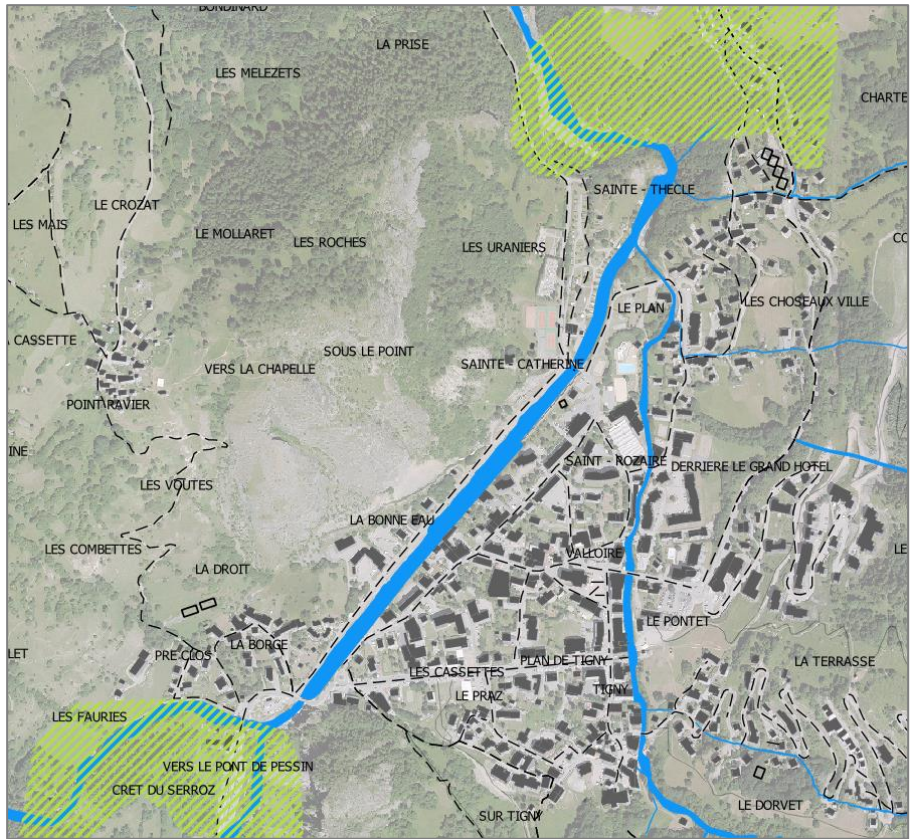 BONDINARD
LA PRISE
LES MELEZETS
CHARTE
SAINTE - THECLE
LE CROZAT
LES MAIS
LE MOLLARET
LES ROCHES
LES URANIERS
CO
LES CHOSEAUX VILLE
LE PLAN
CASSETTE
SOUS LE POINT
SAINTE - CATHERINE
VERS LA CHAPELLE
POINT RAVIER
INE
SAINT - ROZAIRE
DERRIERE LE GRAND HOTEL
LES VOUTES
LA BONNE EAU
LES COMBETTES
VALLOIRE
LE
LA DROIT
LE PONTET
LA BORGE
PRE CLOS
LET
PLAN DE TIGNY
LA TERRASSE
LES CASSETTES
LE PRAZ
TIGNY
LES FAURIES
VERS LE PONT DE PESSIN
CRET DU SERROZ
LE DORVET
SUR TIGNY